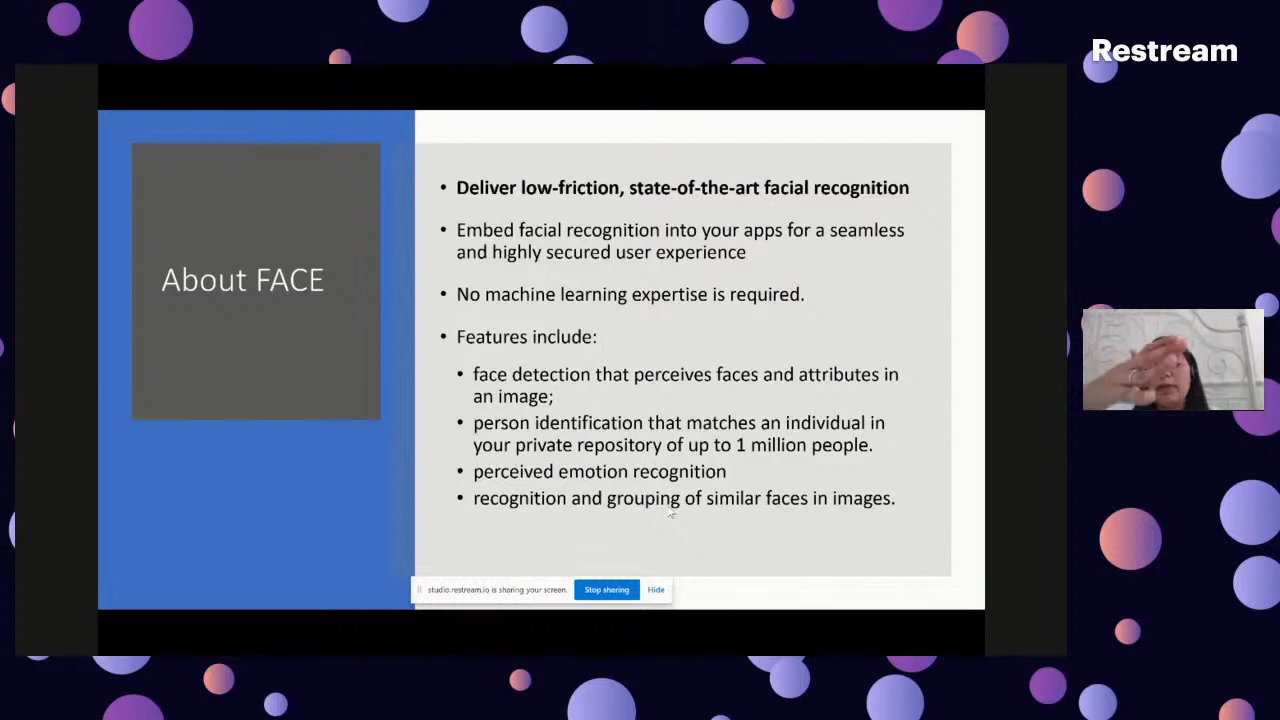 Restream
About FACE
• Deliver low-friction, state-of-the-art facial recognition
• Embed facial recognition into your apps for a seamless
and highly secured user experience
• No machine learning expertise is required.
• Features include:
• face detection that perceives faces and attributes in
an image;
• person identification that matches an individual in
your private repository of up to 1 million people.
• perceived emotion recognition
• recognition and grouping of similar faces in images.
studio.restream.io is sharing your screen. Stop sharing Hide